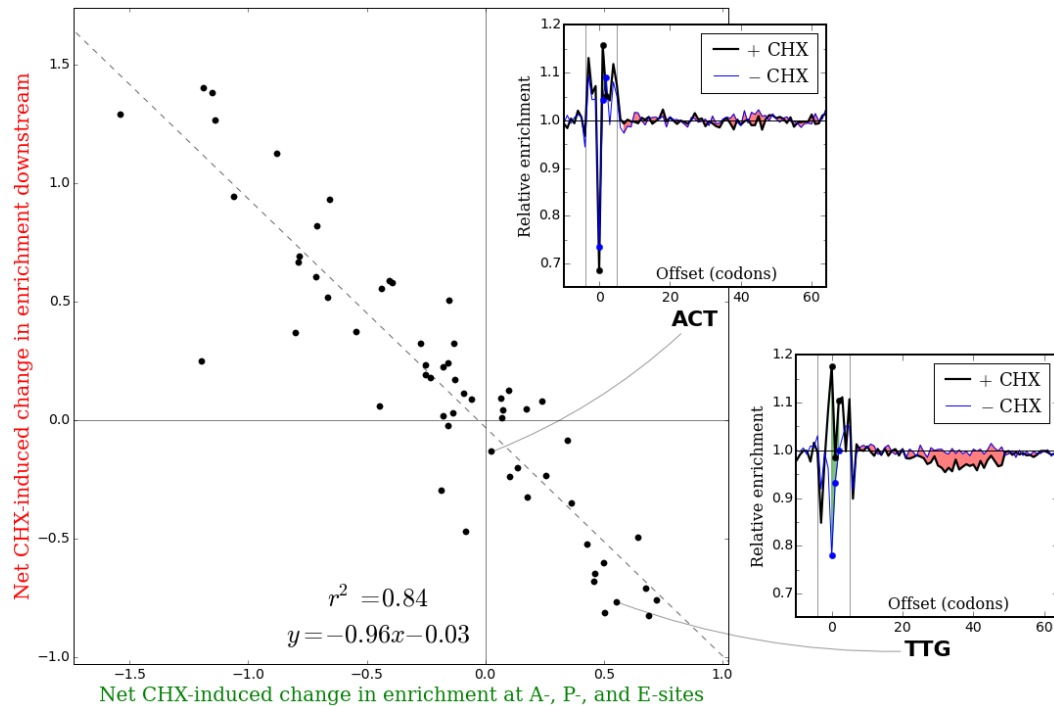 Net CHX-induced change in enrichment downstream
1.5
1.0
0.5
0.0
−0.5
−1.0
−1.5
−1.0
−0.5
0.0
0.5
1.0
Net CHX-induced change in enrichment at A-, P-, and E-sites
r² =0.84
y=−0.96x−0.03
Relative enrichment
1.2
1.1
1.0
0.9
0.8
0.7
+ CHX
− CHX
Offset (codons)
0
20
40
60
ACT
Relative enrichment
1.2
1.1
1.0
0.9
0.8
0.7
+ CHX
− CHX
Offset (codons)
0
20
40
60
TTG